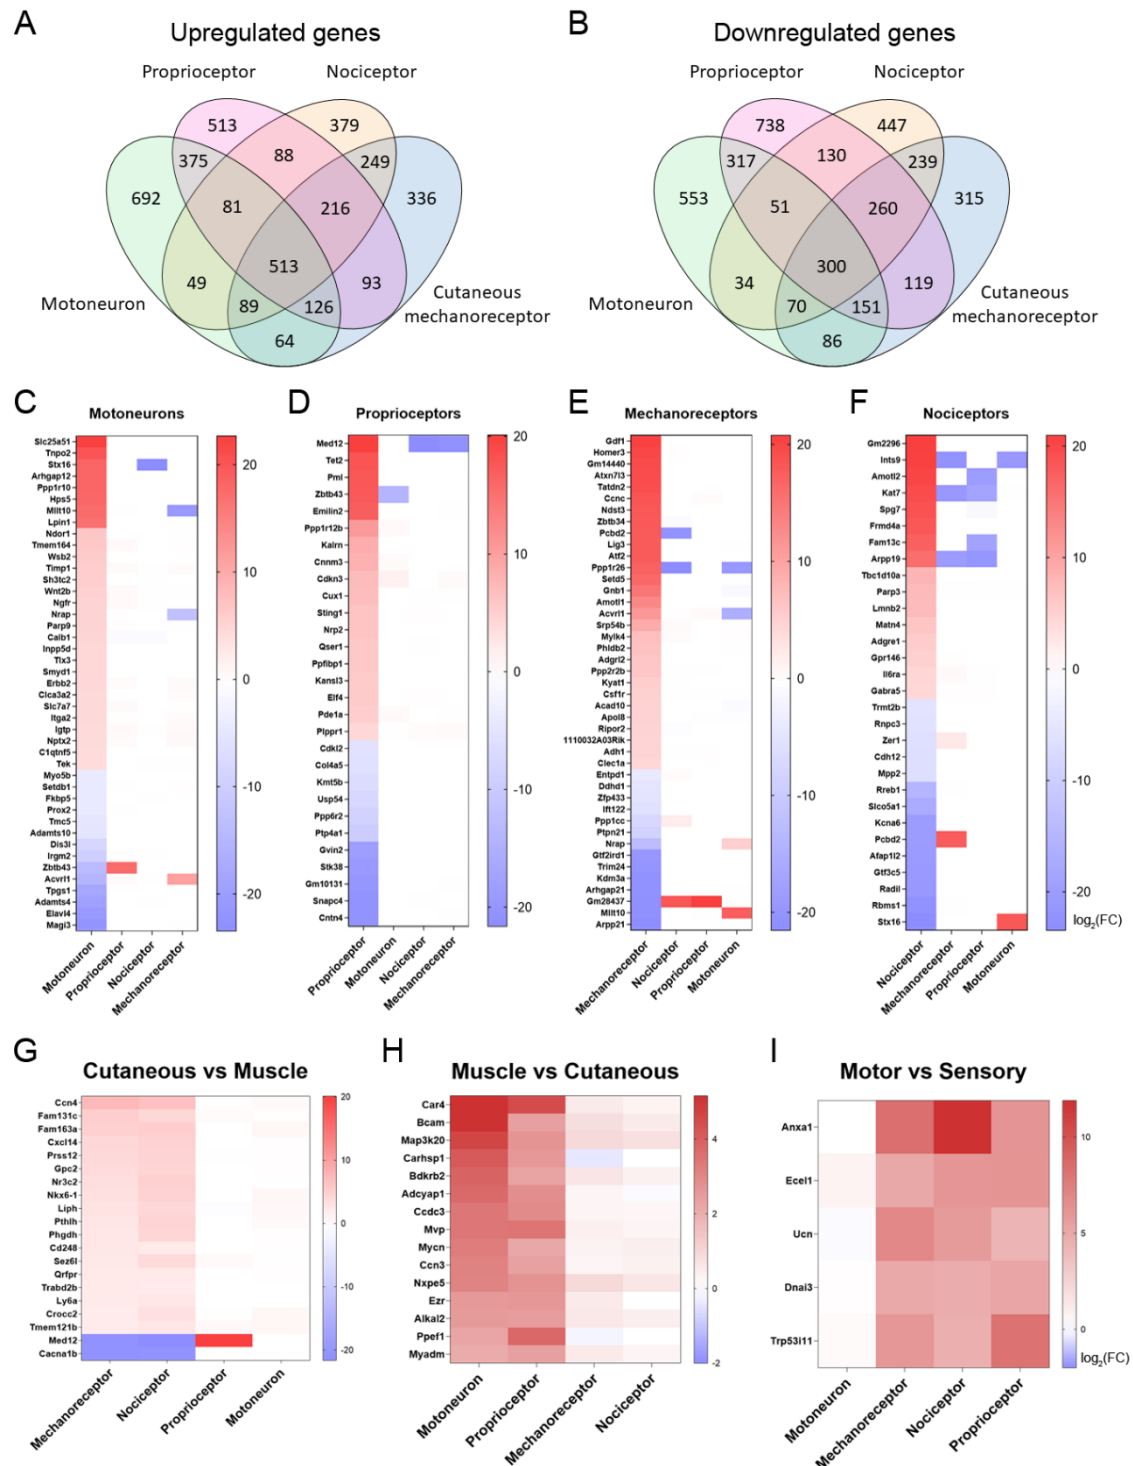 A
Upregulated genes
Proprioceptor
Nociceptor
513
379
375
88
249
692
81
216
336
513
49
93
89
126
64
Motoneuron
Cutaneous
mechanoreceptor
B
Downregulated genes
Proprioceptor
Nociceptor
738
447
317
130
239
553
51
260
315
300
34
119
70
151
86
Motoneuron
Cutaneous
mechanoreceptor
C
Motoneurons
Slc25a51
Tnpo2
Stx16
Arhgap12
Ppp1r10
Hps5
Mllt10
Lpin1
Ndor1
Tmem164
Wsb2
Timp1
Sh3tc2
Wnt2b
Ngfr
Nrap
Parp9
Calb1
Inpp5d
Tlx3
Smyd1
Erbb2
Clca3a2
Slc7a7
Itga2
Igtp
Nptx2
C1qtnf5
Tek
Myo5b
Setdb1
Fkbp5
Prox2
Tmc5
Adamts10
Dis3l
Irgm2
Zbtb43
Acvrl1
Tpgs1
Adamts4
Elavl4
Magi3
20
10
0
-10
-20
Motoneuron
Proprioceptor
Nociceptor
Mechanoreceptor
D
Proprioceptors
Med12
Tet2
Pml
Zbtb43
Emilin2
Ppp1r12b
Kalrn
Cnnm3
Cdkn3
Cux1
Sting1
Nrp2
Qser1
Ppfibp1
Kansl3
Elf4
Pde1a
Plppr1
Cdkl2
Col4a5
Kmt5b
Usp54
Ppp6r2
Ptp4a1
Gvin2
Stk38
Gm10131
Snapc4
Cntn4
20
10
0
-10
-20
Proprioceptor
Motoneuron
Nociceptor
Mechanoreceptor
E
Mechanoreceptors
Gdf1
Homer3
Gm14440
Atxn7l3
Tatdn2
Ccnc
Ndst3
Zbtb34
Pcbd2
Lig3
Atf2
Ppp1r26
Setd5
Gnb1
Amotl1
Acvrl1
Srp54b
Mylk4
Phldb2
Adgrl2
Ppp2r2b
Kyat1
Csf1r
Acad10
Apol8
Ripor2
1110032A03Rik
Adh1
Clec1a
Entpd1
Ddhd1
Zfp433
Ift122
Ppp1cc
Ptpn21
Nrap
Gtf2ird1
Trim24
Kdm3a
Arhgap21
Gm28437
Mllt10
Arpp21
20
10
0
-10
-20
Mechanoreceptor
Nociceptor
Proprioceptor
Motoneuron
F
Nociceptors
Gm2296
Ints9
Amotl2
Kat7
Spg7
Frmd4a
Fam13c
Arpp19
Tbc1d10a
Parp3
Lmnb2
Matn4
Adgre1
Gpr146
Il6ra
Gabra5
Trmt2b
Rnpc3
Zer1
Cdh12
Mpp2
Rreb1
Slco5a1
Kcna6
Pcbd2
Afap1l2
Gtf3c5
Radil
Rbms1
Stx16
20
10
0
-10
-20
log2(FC)
Nociceptor
Mechanoreceptor
Proprioceptor
Motoneuron
G
Cutaneous vs Muscle
Ccn4
Fam131c
Fam163a
Cxcl14
Prss12
Gpc2
Nr3c2
Nkx6-1
Liph
Pthlh
Phgdh
Cd248
Sez6l
Qrfpr
Trabd2b
Ly6a
Crocc2
Tmem121b
Med12
Cacna1b
20
10
0
-10
-20
Mechanoreceptor
Nociceptor
Proprioceptor
Motoneuron
H
Muscle vs Cutaneous
Car4
Bcam
Map3k20
Carhsp1
Bdkrb2
Adcyap1
Ccdc3
Mvp
Mycn
Ccn3
Nxpe5
Ezr
Alkal2
Ppef1
Myadm
4
2
0
-2
Motoneuron
Proprioceptor
Mechanoreceptor
Nociceptor
I
Motor vs Sensory
Anxa1
Ecel1
Ucn
Dnai3
Trp53i11
10
5
0
log2(FC)
Motoneuron
Mechanoreceptor
Nociceptor
Proprioceptor